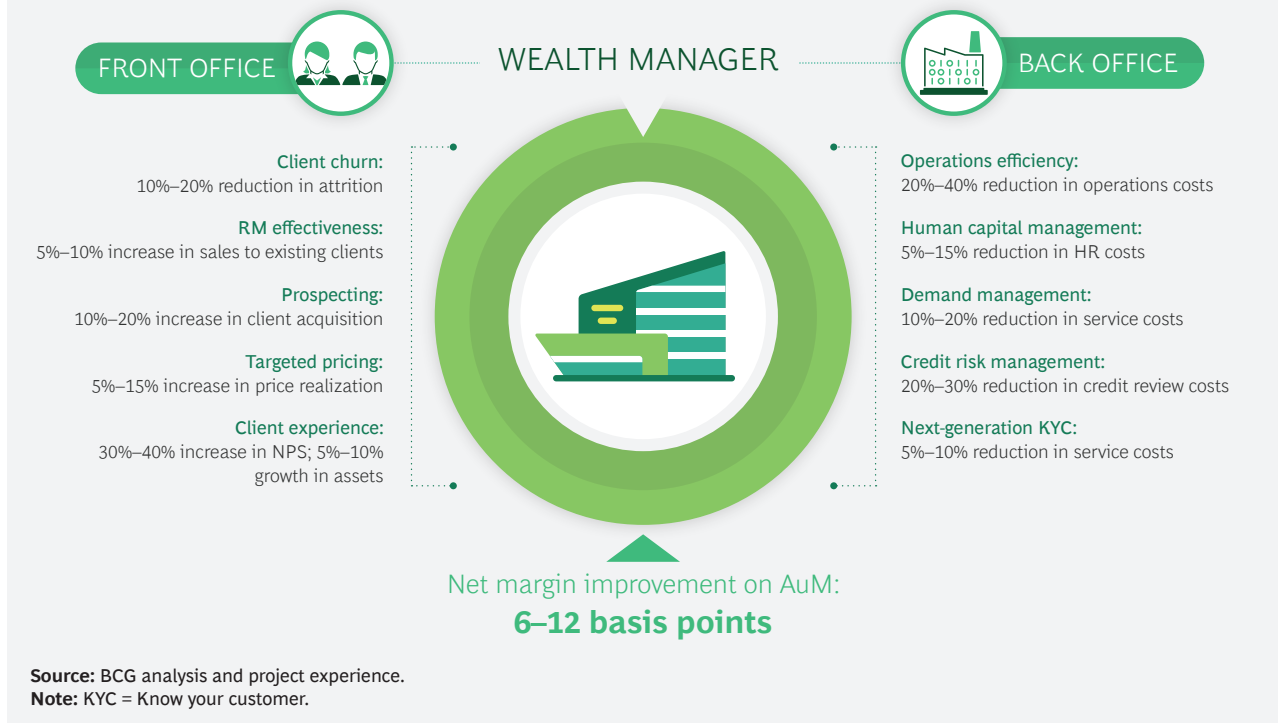 FRONT OFFICE
WEALTH MANAGER
BACK OFFICE
Client churn:
10%–20% reduction in attrition
RM effectiveness:
5%–10% increase in sales to existing clients
Prospecting:
10%–20% increase in client acquisition
Targeted pricing:
5%–15% increase in price realization
Client experience:
30%–40% increase in NPS; 5%–10%
growth in assets
Operations efficiency:
20%–40% reduction in operations costs
Human capital management:
5%–15% reduction in HR costs
Demand management:
10%–20% reduction in service costs
Credit risk management:
20%–30% reduction in credit review costs
Next-generation KYC:
5%–10% reduction in service costs
Net margin improvement on AuM:
6–12 basis points
Source: BCG analysis and project experience.
Note: KYC = Know your customer.